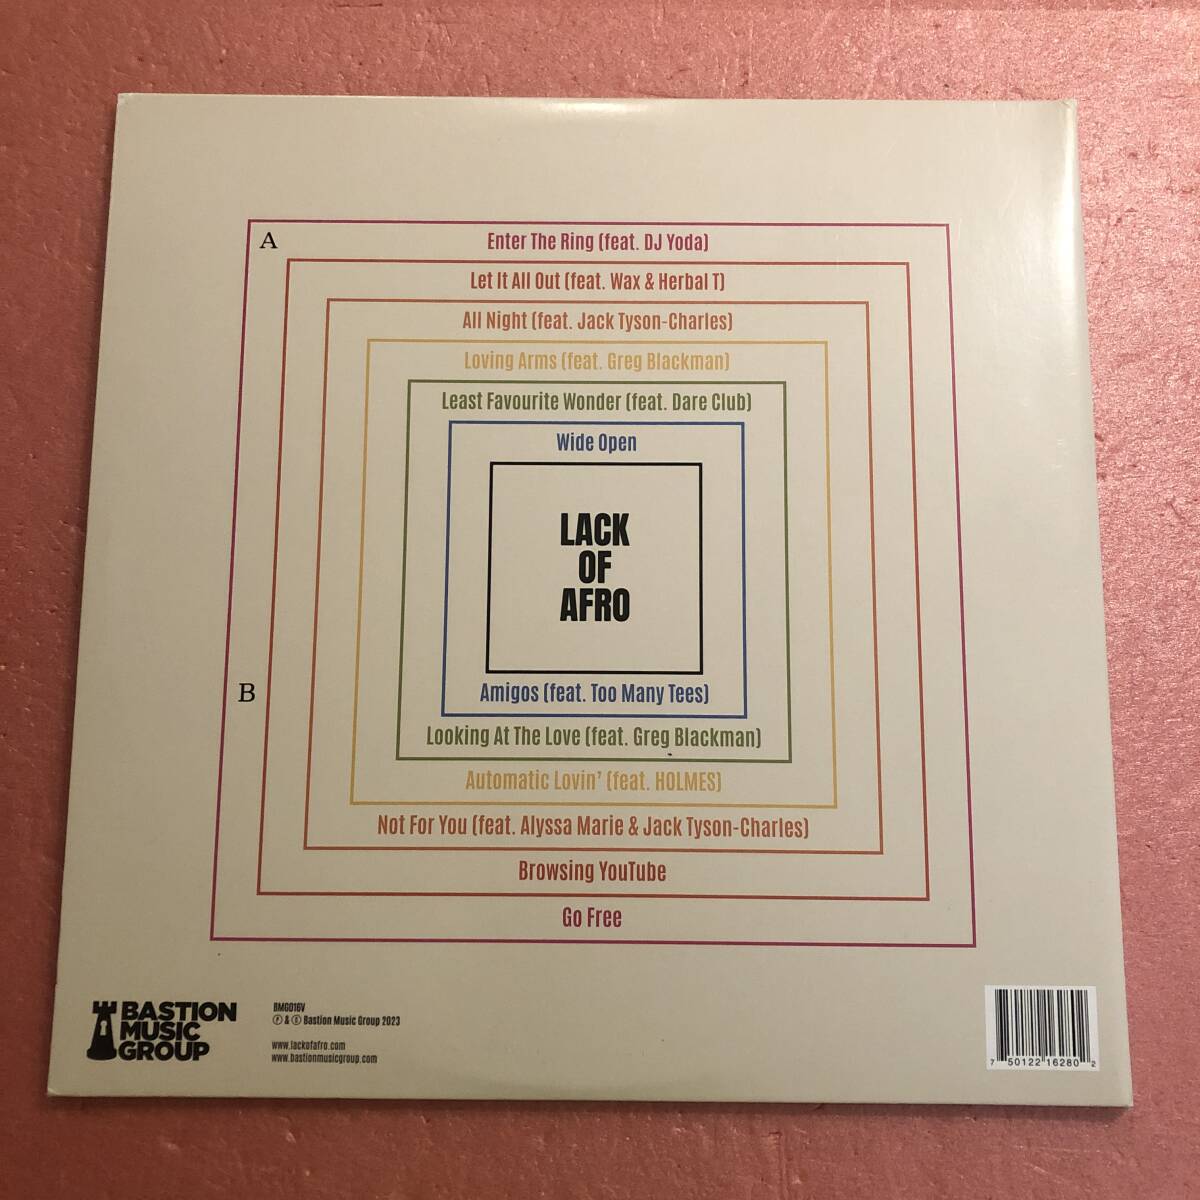 A
Enter The Ring (feat. DJ Yoda)
Let It All Out (feat. Wax & Herbal T)
All Night (feat. Jack Tyson-Charles)
Loving Arms (feat. Greg Blackman)
Least Favourite Wonder (feat. Dare Club)
Wide Open
LACK
OF
AFRO
B
Amigos (feat. Too Many Tees)
Looking At The Love (feat. Greg Blackman)
Automatic Lovin' (feat. HOLMES)
Not For You (feat. Alyssa Marie & Jack Tyson-Charles)
Browsing YouTube
Go Free
BASTION
MUSIC
GROUP
BMG016V
Ⓟ & Ⓒ Bastion Music Group 2023
www.lackofafro.com
www.bastionmusicgroup.com
7 50122 16280 2